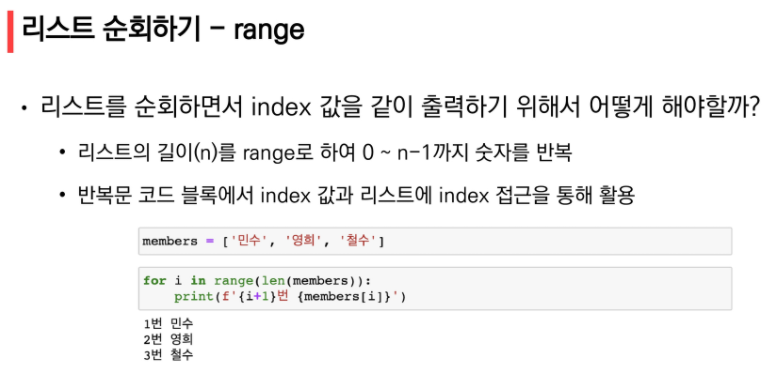 리스트 순회하기 – range
• 리스트를 순회하면서 index 값을 같이 출력하기 위해서 어떻게 해야할까?
• 리스트의 길이(n)를 range로 하여 0 ~ n-1까지 숫자를 반복
• 반복문 코드 블록에서 index 값과 리스트에 index 접근을 통해 활용
members = ['민수', '영희', '철수']
for i in range(len(members)):
    print(f'{i+1}번 {members[i]}')
1번 민수
2번 영희
3번 철수